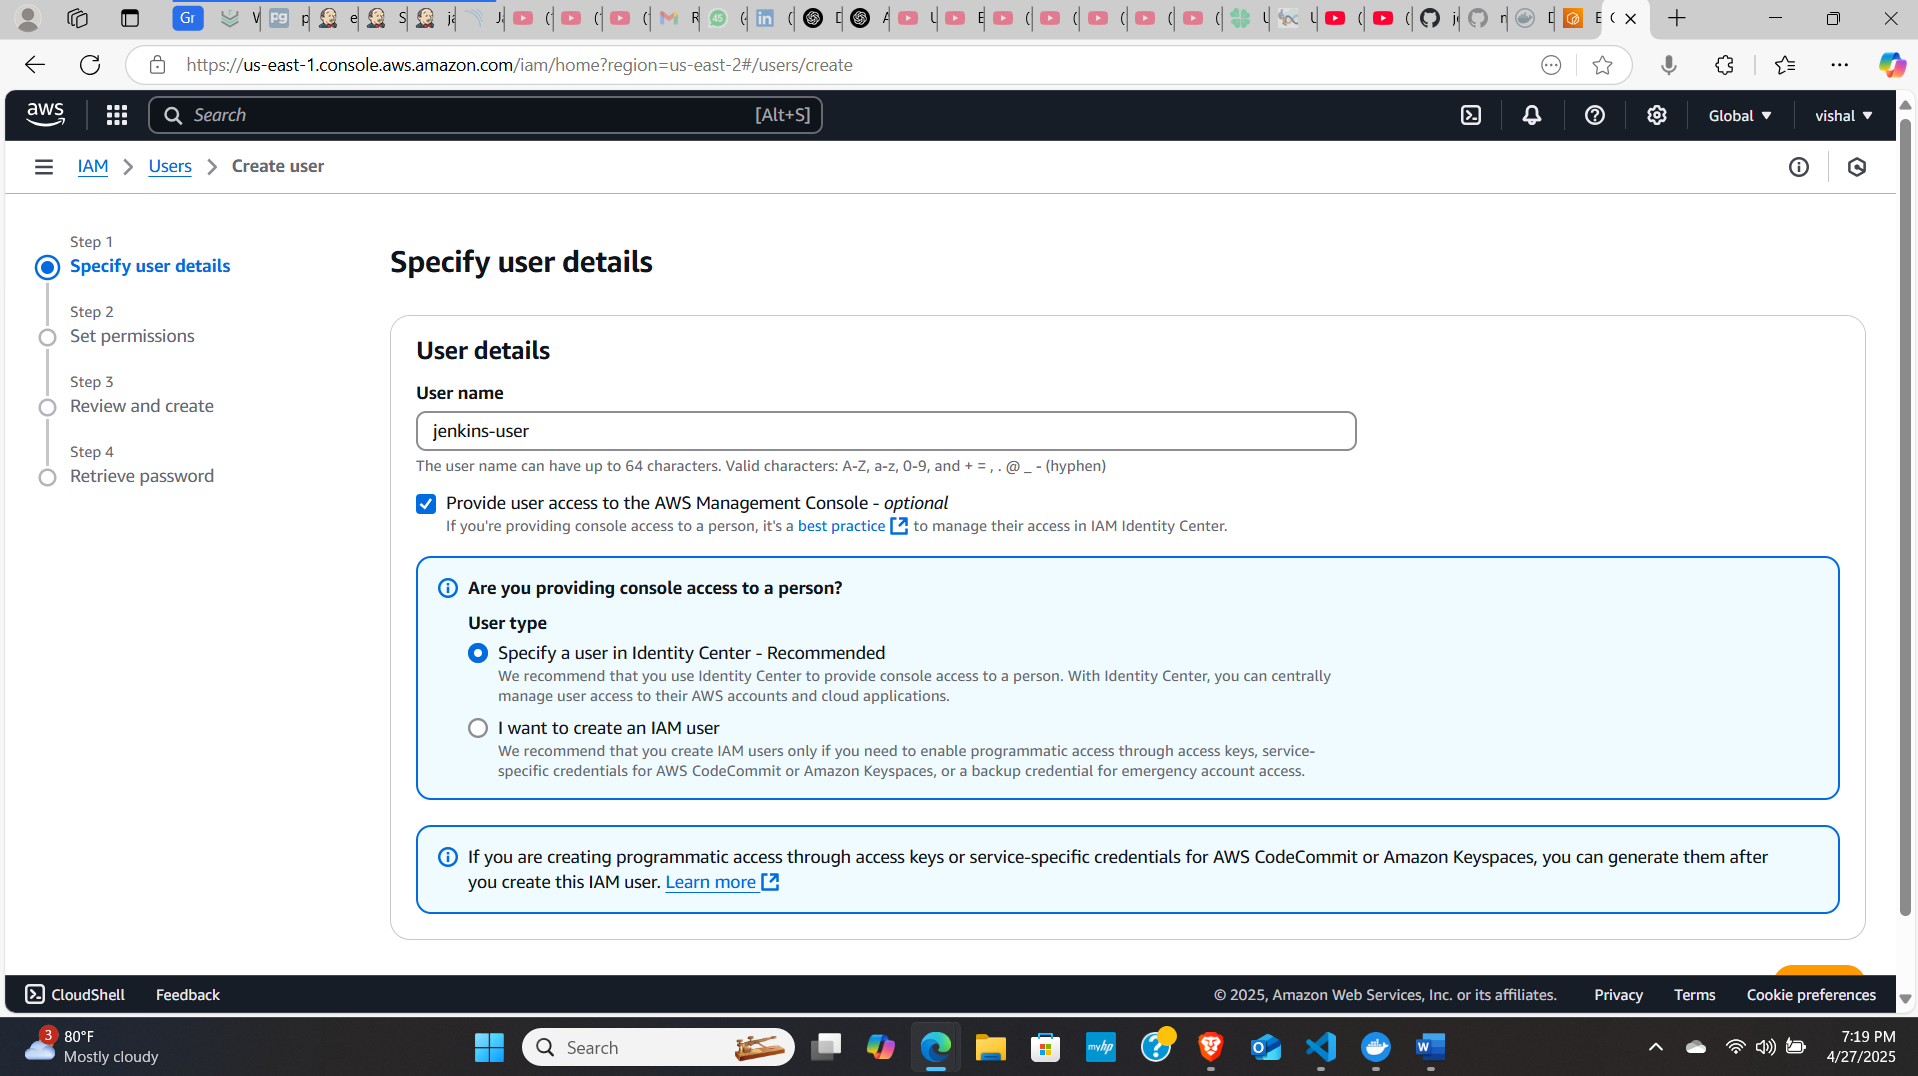 Gr
https://us-east-1.console.aws.amazon.com/iam/home?region=us-east-2#/users/create
aws
Search
[Alt+S]
Global
vishal
IAM
Users
Create user
Step 1
Specify user details
Step 2
Set permissions
Step 3
Review and create
Step 4
Retrieve password
Specify user details
User details
User name
jenkins-user
The user name can have up to 64 characters. Valid characters: A-Z, a-z, 0-9, and + = , . @ _ - (hyphen)
Provide user access to the AWS Management Console - optional
If you're providing console access to a person, it's a best practice to manage their access in IAM Identity Center.
Are you providing console access to a person?
User type
Specify a user in Identity Center - Recommended
We recommend that you use Identity Center to provide console access to a person. With Identity Center, you can centrally
manage user access to their AWS accounts and cloud applications.
I want to create an IAM user
We recommend that you create IAM users only if you need to enable programmatic access through access keys, service-
specific credentials for AWS CodeCommit or Amazon Keyspaces, or a backup credential for emergency account access.
If you are creating programmatic access through access keys or service-specific credentials for AWS CodeCommit or Amazon Keyspaces, you can generate them after
you create this IAM user. Learn more
CloudShell
Feedback
© 2025, Amazon Web Services, Inc. or its affiliates.
Privacy
Terms
Cookie preferences
3
80°F
Mostly cloudy
Search
myhp
7:19 PM
4/27/2025